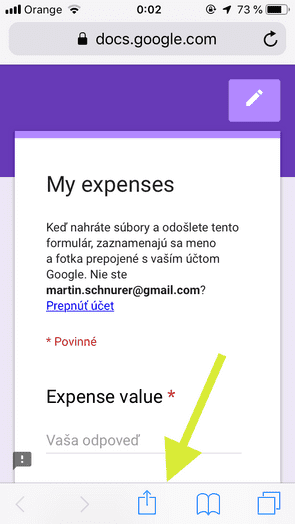 Orange 0:02 73 %
docs.google.com
My expenses
Keď nahráte súbory a odošlete tento
formulár, zaznamenajú sa meno
a fotka prepojené s vaším účtom
Google. Nie ste
martin.schnurer@gmail.com?
Prepnúť účet
* Povinné
Expense value *
Vaša odpoveď